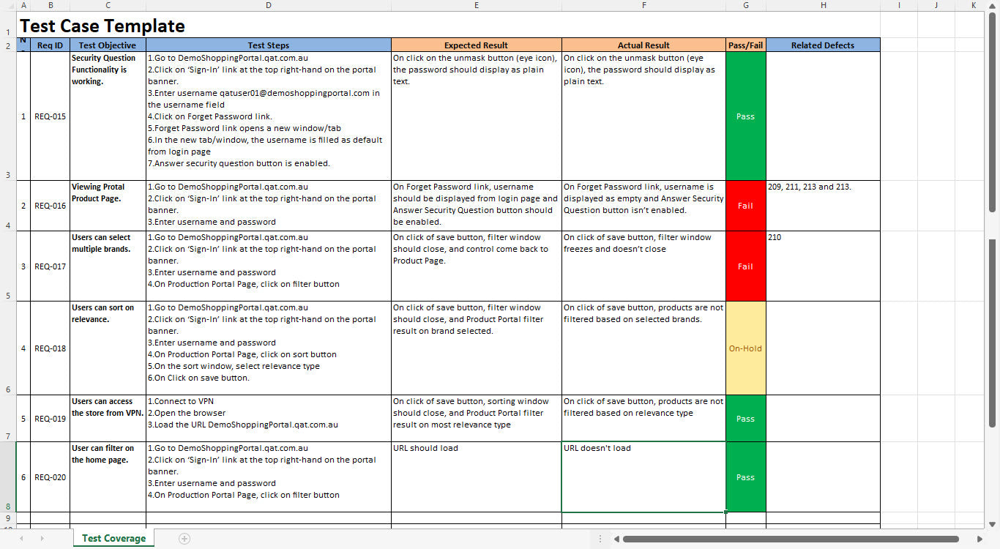 A B C D E F G H I J K
1 Test Case Template
2 N Req ID Test Objective Test Steps Expected Result Actual Result Pass/Fail Related Defects
3
1
REQ-015
Security Question
Functionality is
working.
1.Go to DemoShoppingPortal.qat.com.au
2.Click on ‘Sign-In’ link at the top right-hand on the portal
banner.
3.Enter username qatuser01@demoshoppingportal.com in
the username field
4.Click on Forget Password link.
5.Forget Password link opens a new window/tab
6.In the new tab/window, the username is filled as default
from login page
7.Answer security question button is enabled.
On click on the unmask button (eye icon),
the password should display as plain
text.
On click on the unmask button (eye
icon), the password should display as
plain text.
Pass
4
2
REQ-016
Viewing Protal
Product Page.
1.Go to DemoShoppingPortal.qat.com.au
2.Click on ‘Sign-In’ link at the top right-hand on the portal
banner.
3.Enter username and password
On Forget Password link, username
should be displayed from login page and
Answer Security Question button should
be enabled.
On Forget Password link, username is
displayed as empty and Answer Security
Question button isn’t enabled.
Fail
209, 211, 213 and 213.
5
3
REQ-017
Users can select
multiple brands.
1.Go to DemoShoppingPortal.qat.com.au
2.Click on ‘Sign-In’ link at the top right-hand on the portal
banner.
3.Enter username and password
4.On Production Portal Page, click on filter button
On click of save button, filter window
should close, and control come back to
Product Page.
On click of save button, filter window
freezes and doesn’t close
Fail
210
6
4
REQ-018
Users can sort on
relevance.
1.Go to DemoShoppingPortal.qat.com.au
2.Click on ‘Sign-In’ link at the top right-hand on the portal
banner.
3.Enter username and password
4.On Production Portal Page, click on sort button
5.On the sort window, select relevance type
6.On Click on save button.
On click of save button, filter window
should close, and Product Portal filter
result on brand selected.
On click of save button, products are not
filtered based on selected brands.
On-Hold
7
5
REQ-019
Users can access
the store from VPN.
1.Connect to VPN
2.Open the browser
3.Load the URL DemoShoppingPortal.qat.com.au
On click of save button, sorting window
should close, and Product Portal filter
result on most relevance type
On click of save button, products are not
filtered based on relevance type
Pass
8
6
REQ-020
User can filter on
the home page.
1.Go to DemoShoppingPortal.qat.com.au
2.Click on ‘Sign-In’ link at the top right-hand on the portal
banner.
3.Enter username and password
4.On Production Portal Page, click on filter button
URL should load
URL doesn't load
Pass
9
Test Coverage